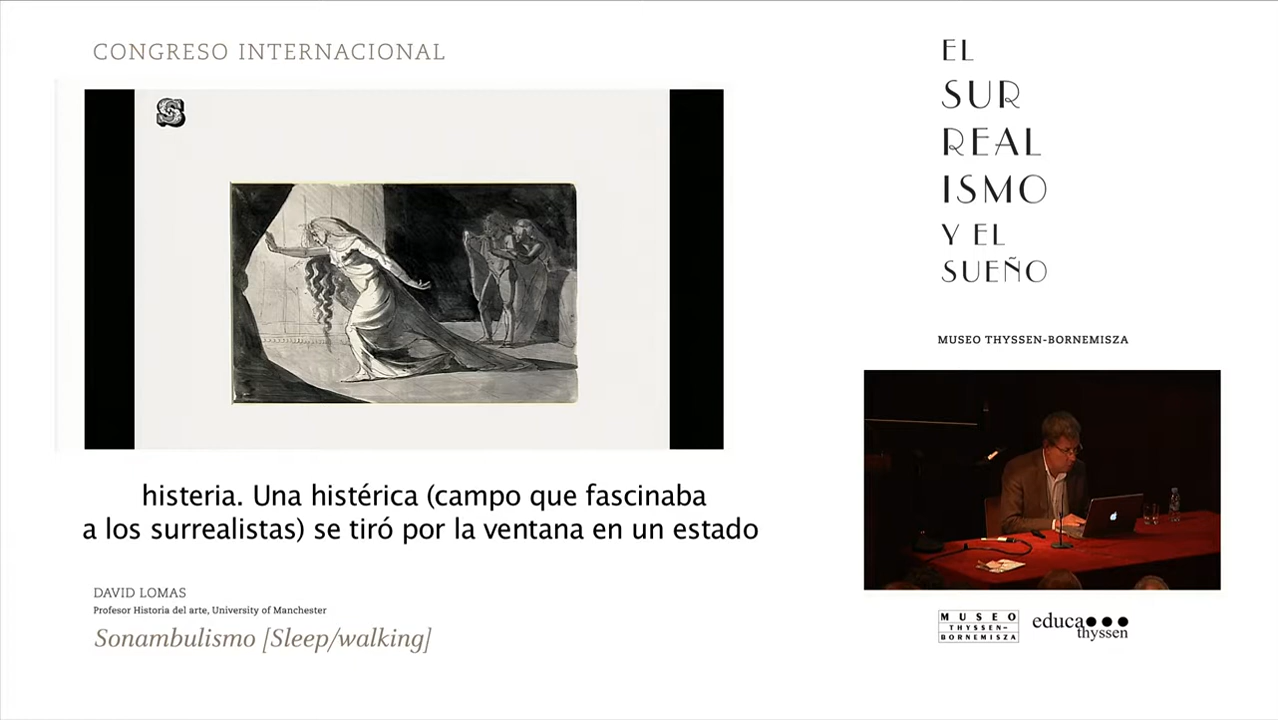 CONGRESO INTERNACIONAL
S
histeria. Una histérica (campo que fascinaba
a los surrealistas) se tiró por la ventana en un estado
DAVID LOMAS
Profesor Historia del arte, University of Manchester
Sonambulismo [Sleep/walking]
EL
SUR
REAL
ISMO
Y EL
SUEÑO
MUSEO THYSSEN-BORNEMISZA
MUSEO
THYSSEN-
BORNEMISZA
educa
thyssen